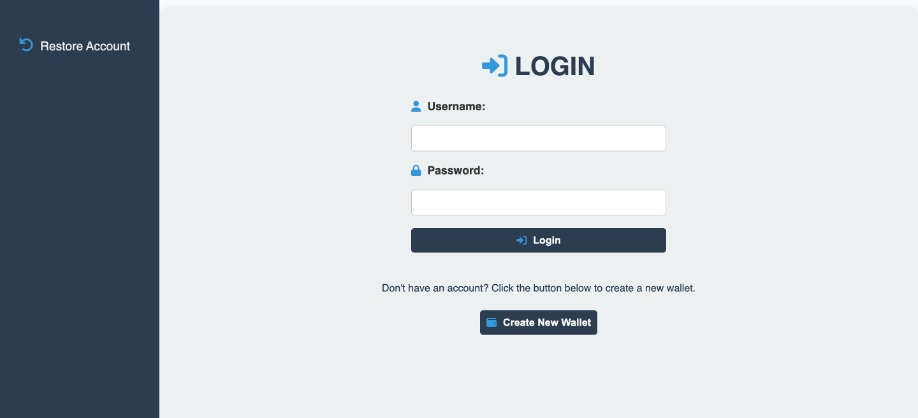 Restore Account
LOGIN
Username:
Password:
Login
Don't have an account? Click the button below to create a new wallet.
Create New Wallet